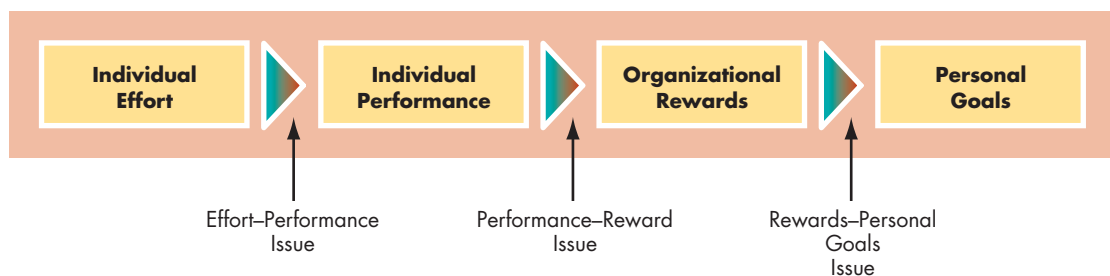 Individual
Effort
Individual
Performance
Organizational
Rewards
Personal
Goals
Effort–Performance
Issue
Performance–Reward
Issue
Rewards–Personal
Goals
Issue